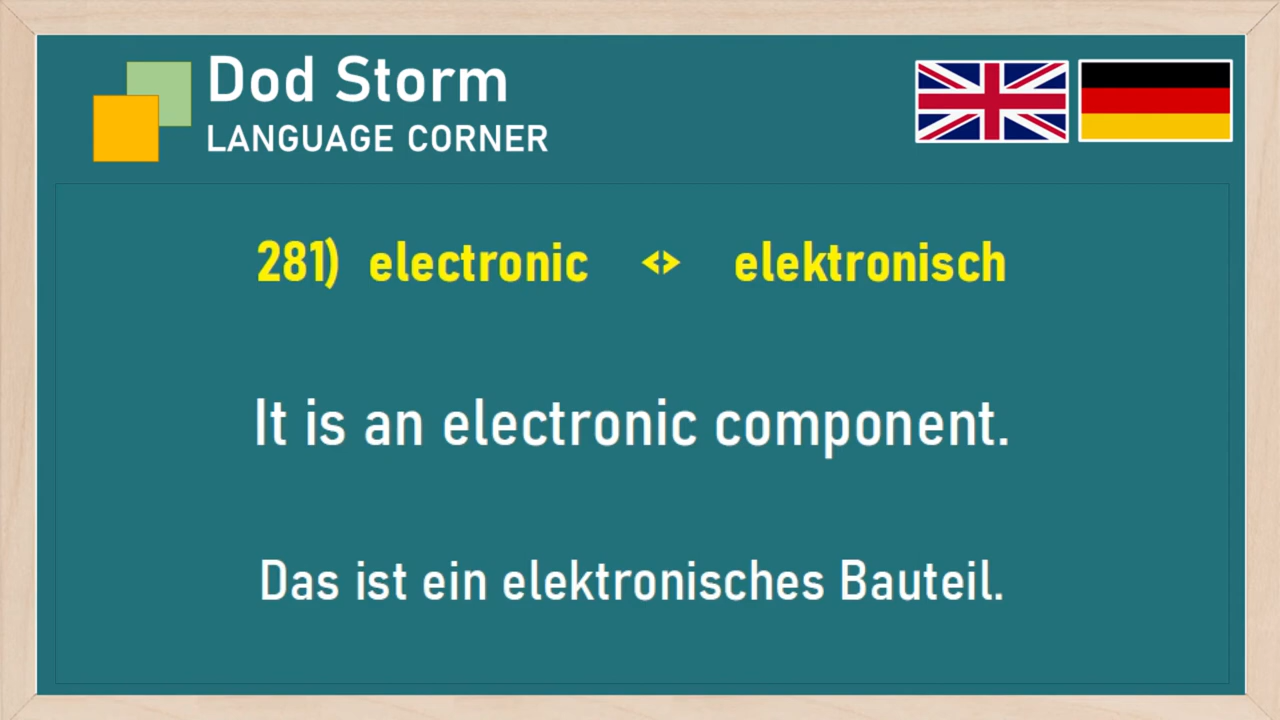 Dod Storm
LANGUAGE CORNER
281) electronic <> elektronisch
It is an electronic component.
Das ist ein elektronisches Bauteil.